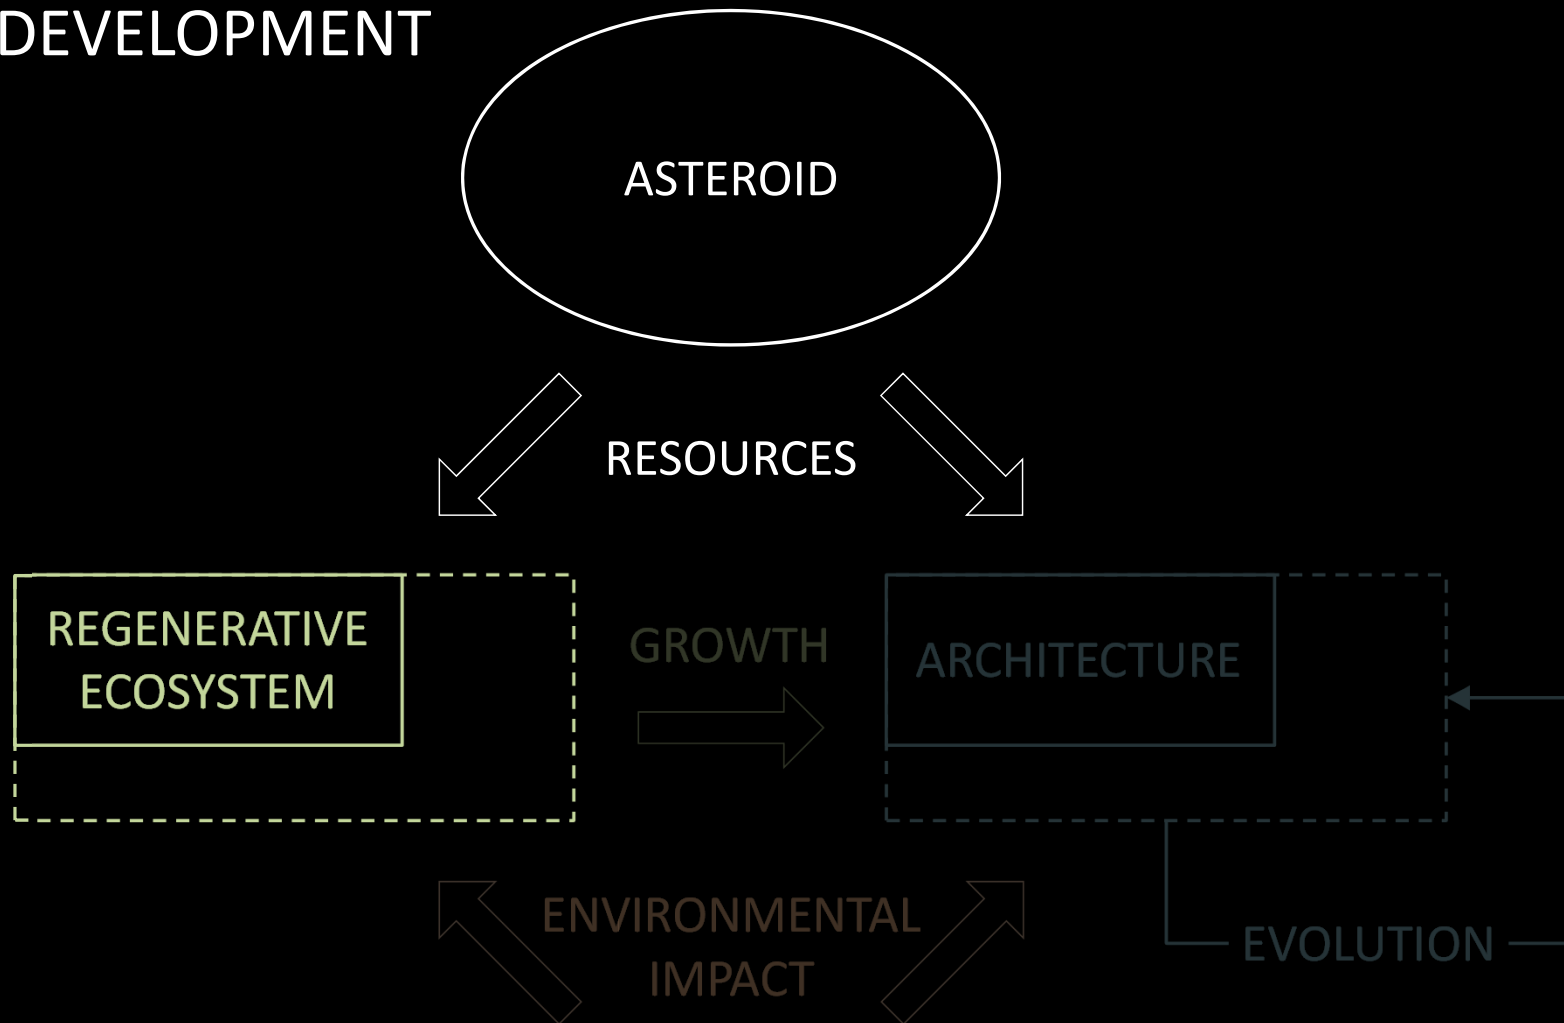 DEVELOPMENT
ASTEROID
RESOURCES
REGENERATIVE
ECOSYSTEM
GROWTH
ARCHITECTURE
ENVIRONMENTAL
IMPACT
EVOLUTION